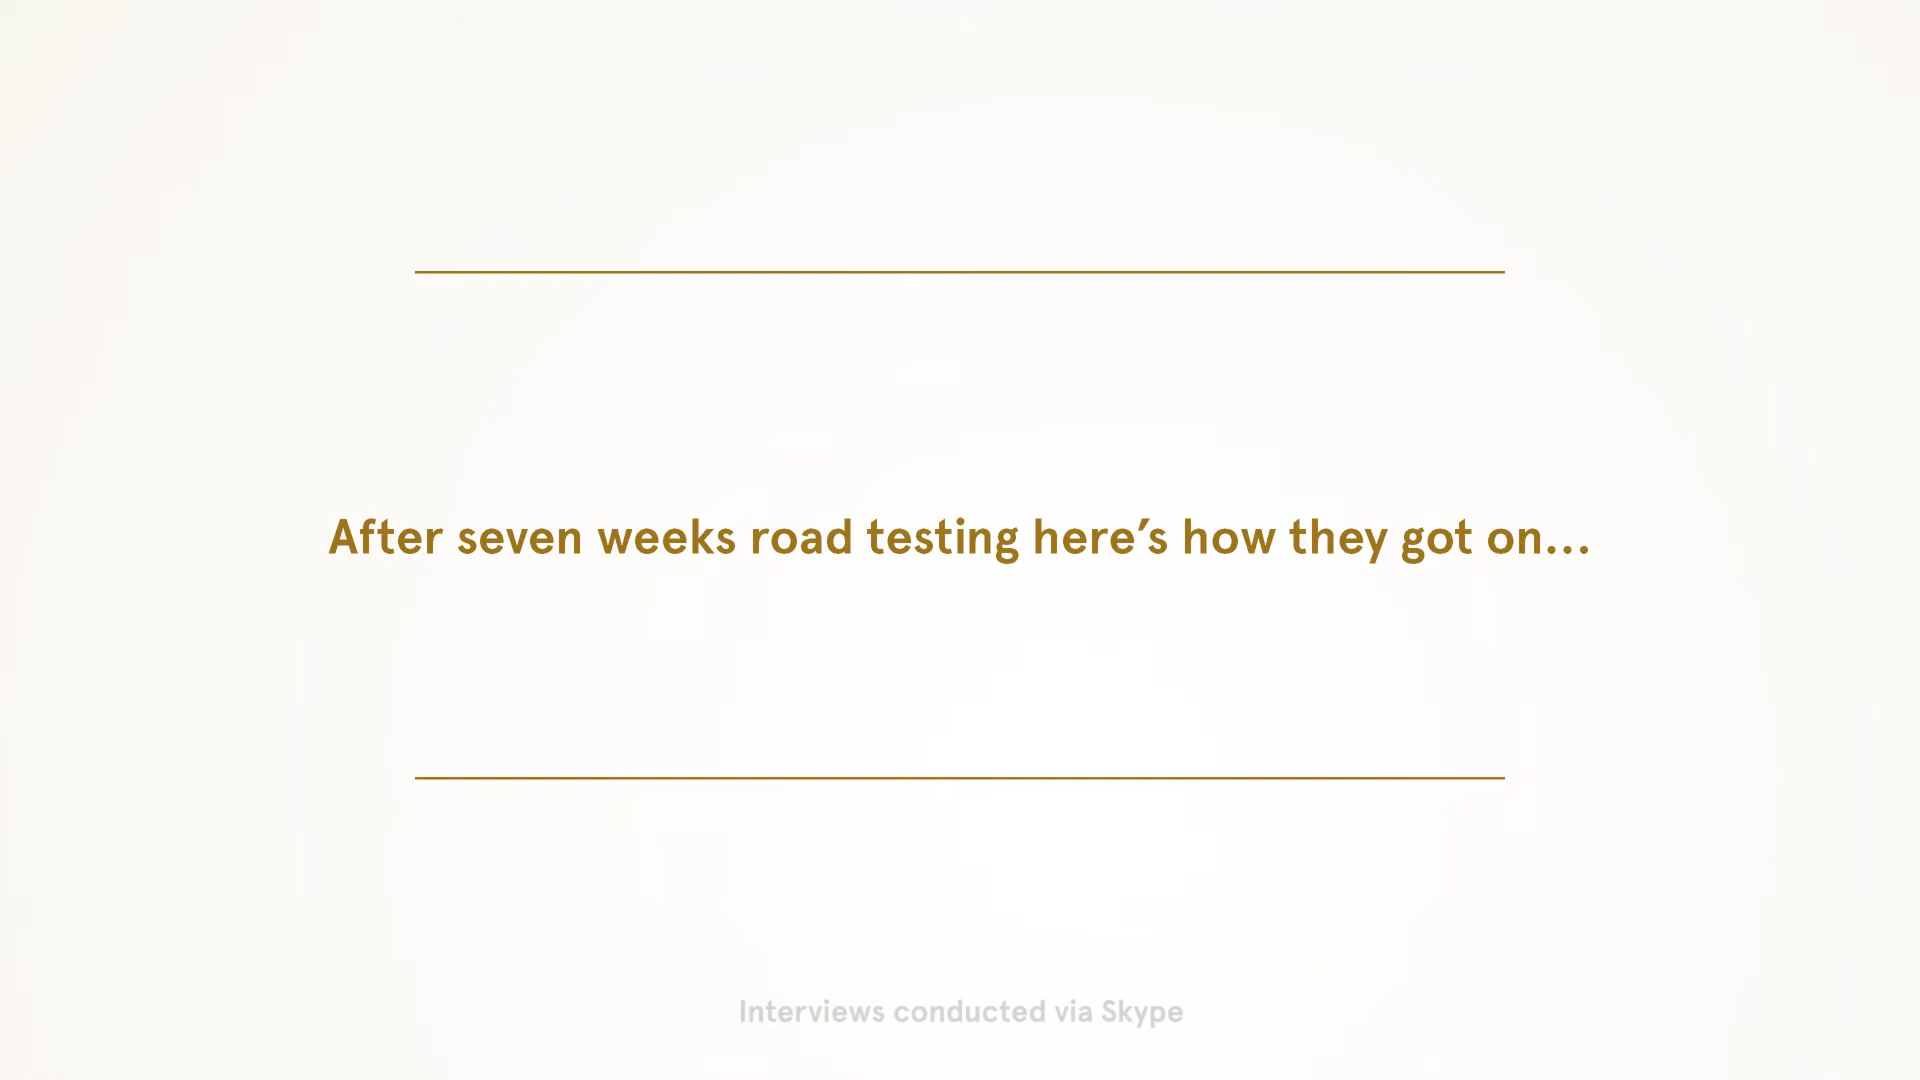 After seven weeks road testing here’s how they got on...
Interviews conducted via Skype